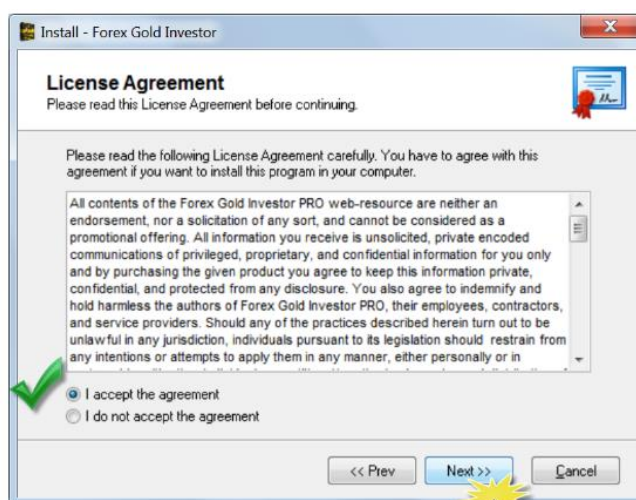 Install - Forex Gold Investor
License Agreement
Please read this License Agreement before continuing.
Please read the following License Agreement carefully. You have to agree with this
agreement if you want to install this program in your computer.
All contents of the Forex Gold Investor PRO web-resource are neither an
endorsement, nor a solicitation of any sort, and cannot be considered as a
promotional offering. All information you receive is unsolicited, private encoded
communications of privileged, proprietary, and confidential information for you only
and by purchasing the given product you agree to keep this information private,
confidential, and protected from any disclosure. You also agree to indemnify and
hold harmless the authors of Forex Gold Investor PRO, their employees, contractors,
and service providers. Should any of the practices described herein turn out to be
unlawful in any jurisdiction, individuals pursuant to its legislation should restrain from
any intentions or attempts to apply them in any manner, either personally or in
I accept the agreement
I do not accept the agreement
<< Prev
Next >>
Cancel